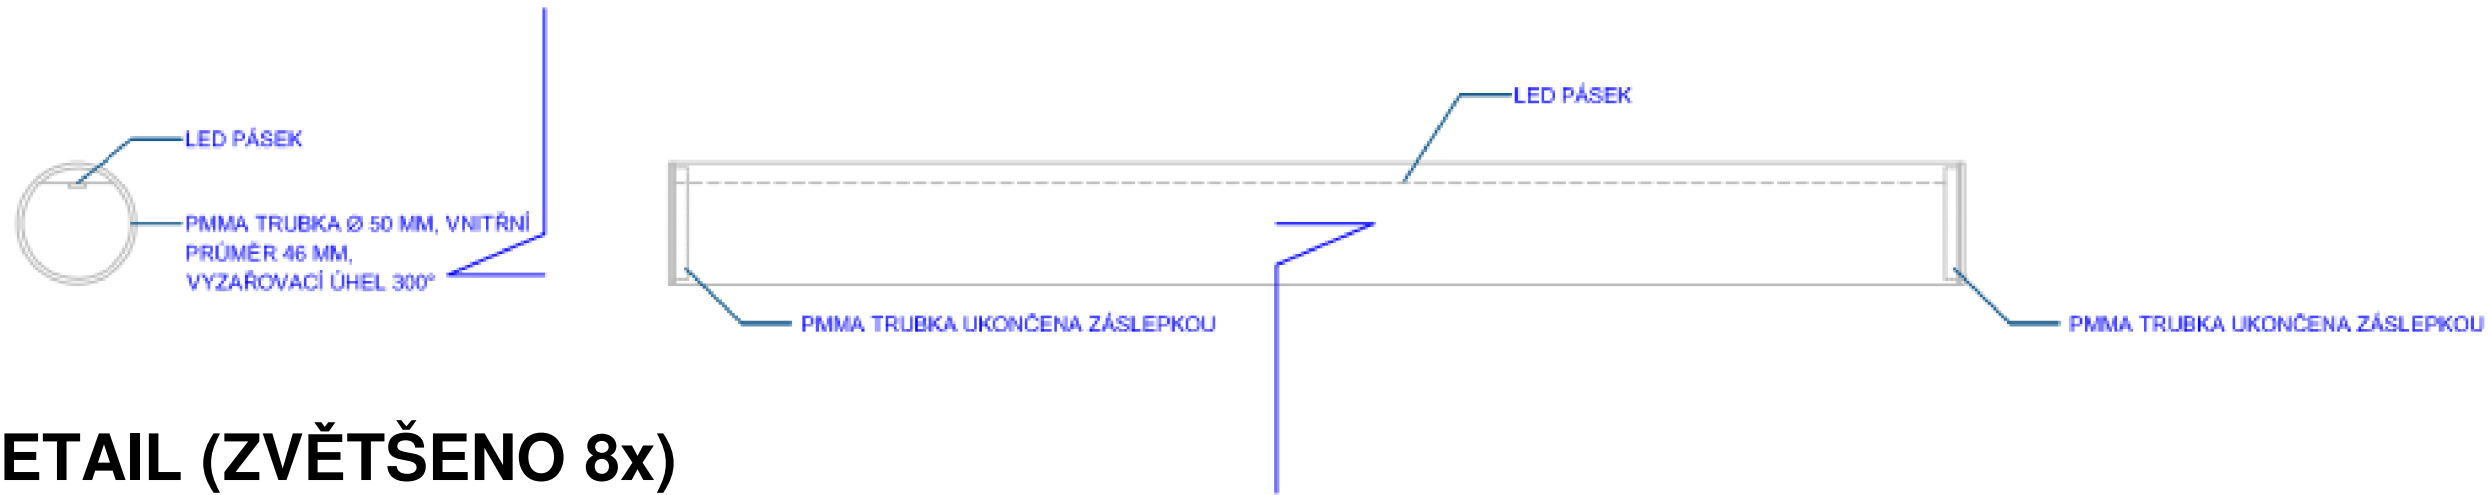 LED PÁSEK
LED PÁSEK
PMMA TRUBKA Ø 50 MM, VNITŘNÍ
PRŮMĚR 46 MM,
VYZAŘOVACÍ ÚHEL 300°
PMMA TRUBKA UKONČENA ZÁSLEPKOU
PMMA TRUBKA UKONČENA ZÁSLEPKOU
ETAIL (ZVĚTŠENO 8x)